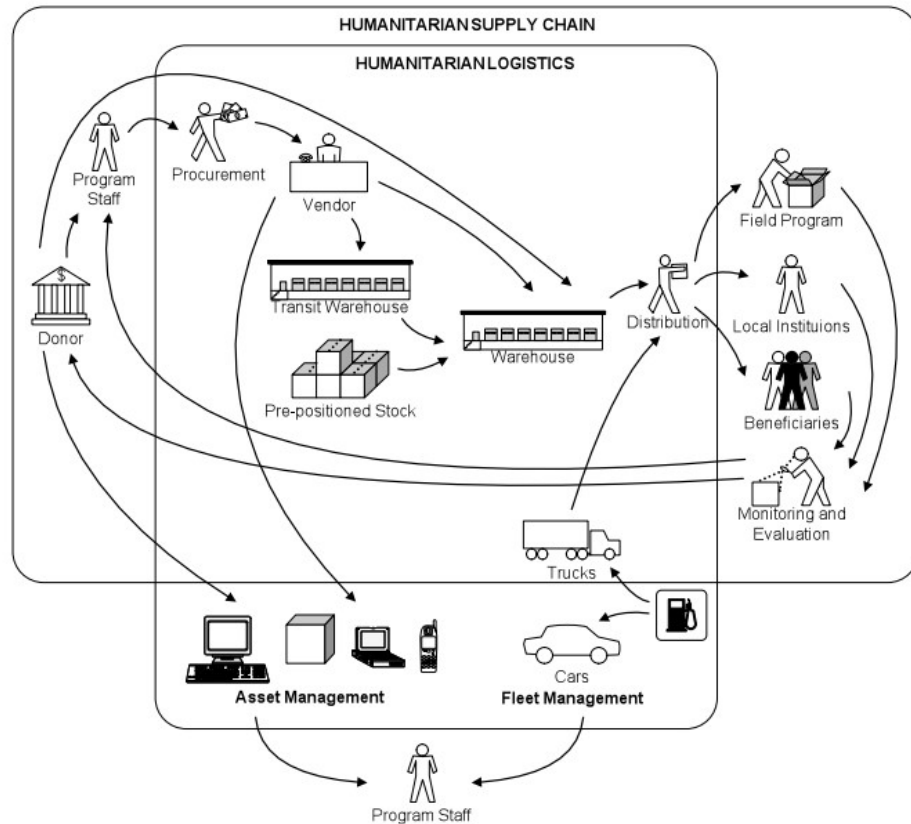 HUMANITARIAN SUPPLY CHAIN
HUMANITARIAN LOGISTICS
Program
Staff
Procurement
Vendor
Field Program
$
Donor
Transit Warehouse
Warehouse
Distribution
Local Instituions
Pre-positioned Stock
Beneficiaries
Monitoring and
Evaluation
Trucks
Cars
Asset Management
Fleet Management
Program Staff